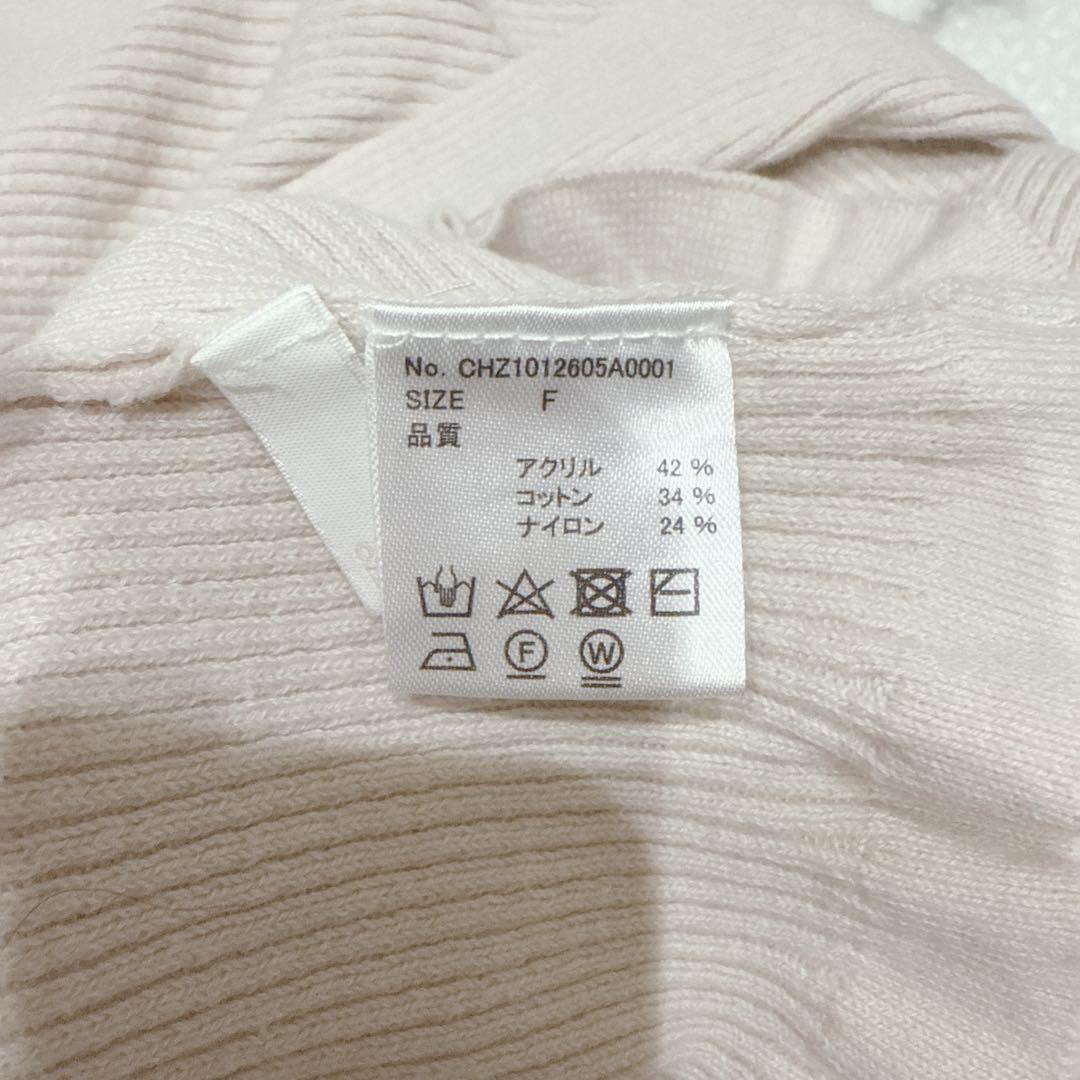 No. CHZ1012605A0001
SIZE F
品質
アクリル 42 %
コットン 34 %
ナイロン 24 %
F W